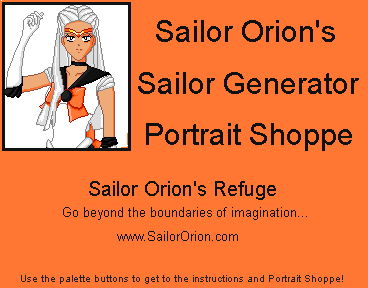 Sailor Orion's
Sailor Generator
Portrait Shoppe
Sailor Orion's Refuge
Go beyond the boundaries of imagination...
www.SailorOrion.com
Use the palette buttons to get to the instructions and Portrait Shoppe!